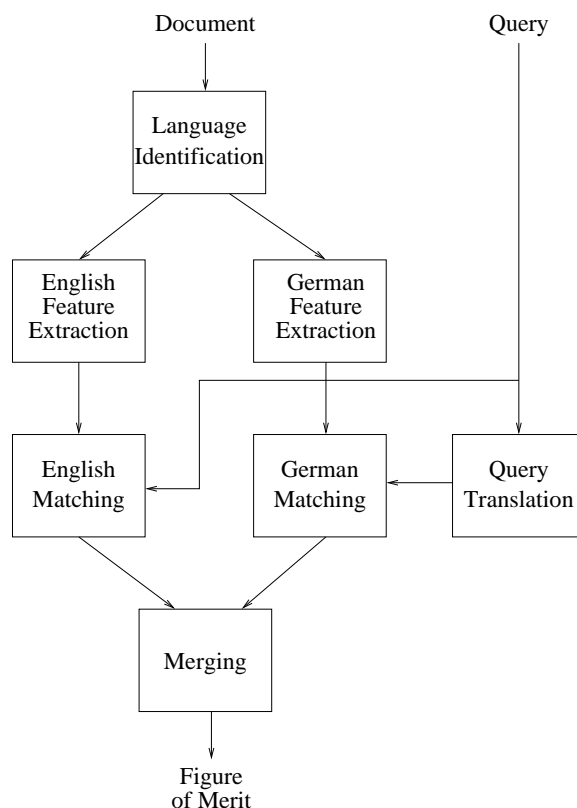 Document
Query
Language
Identification
English
Feature
Extraction
German
Feature
Extraction
English
Matching
German
Matching
Query
Translation
Merging
Figure
of Merit